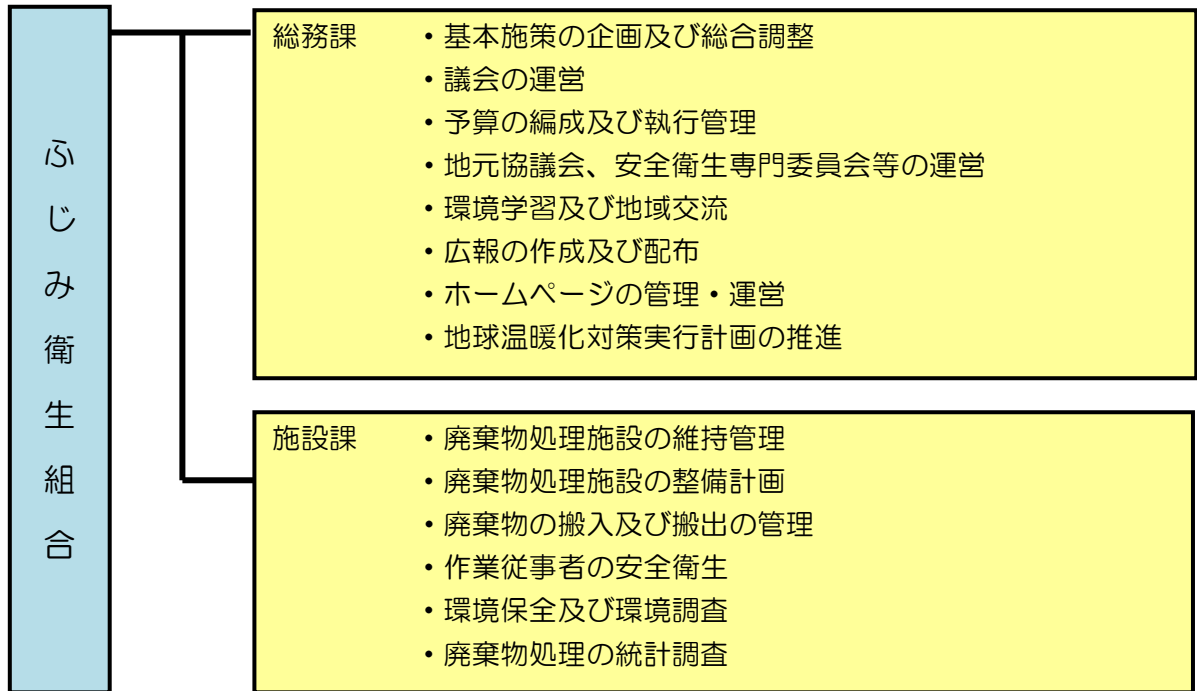 ふじみ衛生組合
総務課 ・基本施策の企画及び総合調整
・議会の運営
・予算の編成及び執行管理
・地元協議会、安全衛生専門委員会等の運営
・環境学習及び地域交流
・広報の作成及び配布
・ホームページの管理・運営
・地球温暖化対策実行計画の推進
施設課 ・廃棄物処理施設の維持管理
・廃棄物処理施設の整備計画
・廃棄物の搬入及び搬出の管理
・作業従事者の安全衛生
・環境保全及び環境調査
・廃棄物処理の統計調査